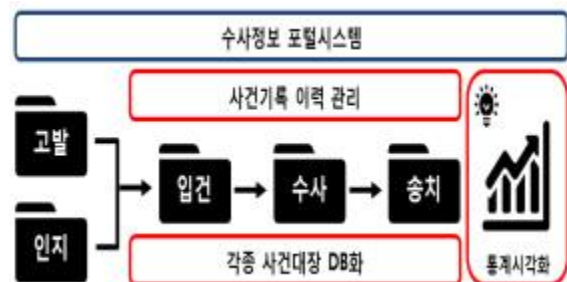 수사정보 포털시스템
사건기록 이력 관리
고발
입건
수사
송치
인지
각종 사건대장 DB화
통계시각화